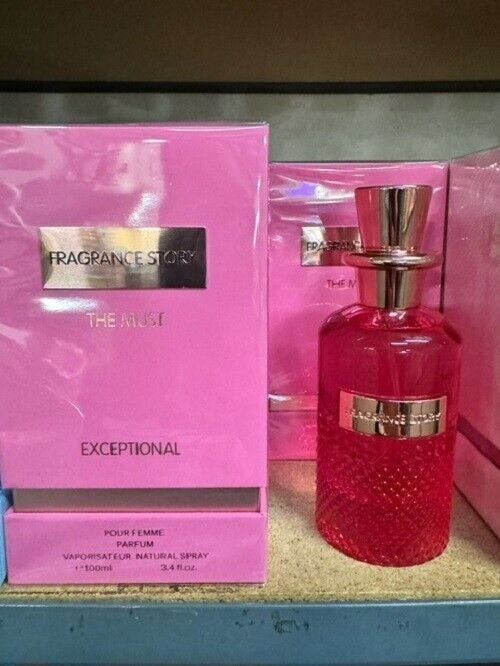 FRAGRANCE STORY
THE MUST
EXCEPTIONAL
POUR FEMME
PARFUM
VAPORISATEUR NATURAL SPRAY
100ml 3.4 fl.oz.
FRAGRANCE
THE M
FRAGRANCE STORY